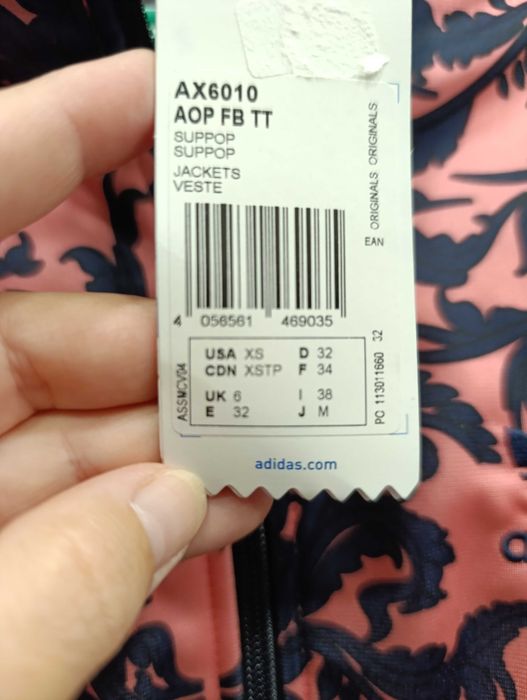 AX6010
AOP FB TT
SUPPOP
SUPPOP
JACKETS
VESTE
ORIGINALS ORIGINALS
EAN
4 056561 469035
USA XS D 32
CDN XSTP F 34
UK 6 I 38
E 32 J M
ASSMCV04
PC 113011660 32
adidas.com